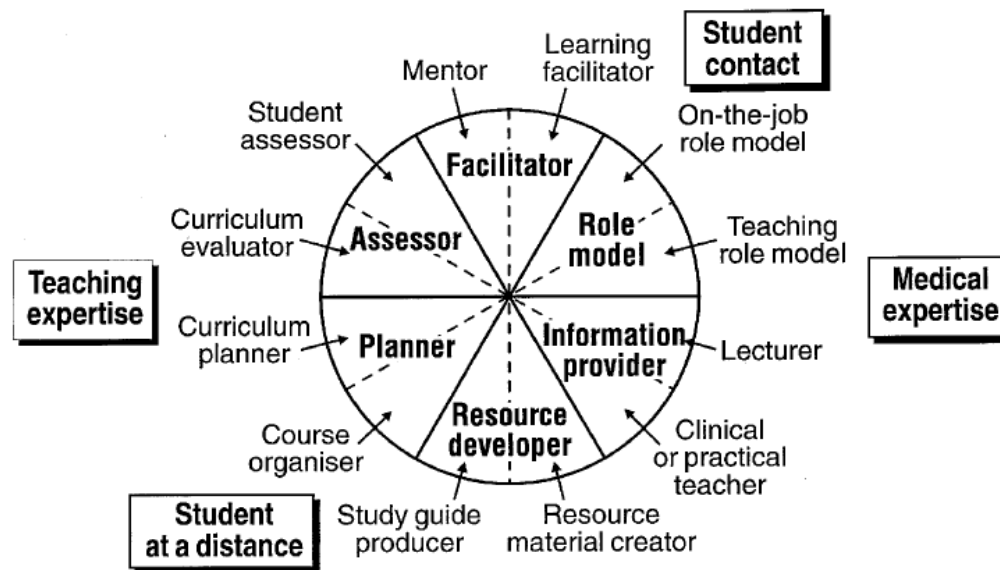 Student
contact
Learning
facilitator
Mentor
On-the-job
role model
Student
assessor
Facilitator
Curriculum
evaluator
Assessor
Role
model
Teaching
role model
Teaching
expertise
Medical
expertise
Curriculum
planner
Planner
Information
provider
Lecturer
Resource
developer
Course
organiser
Clinical
or practical
teacher
Student
at a distance
Study guide
producer
Resource
material creator